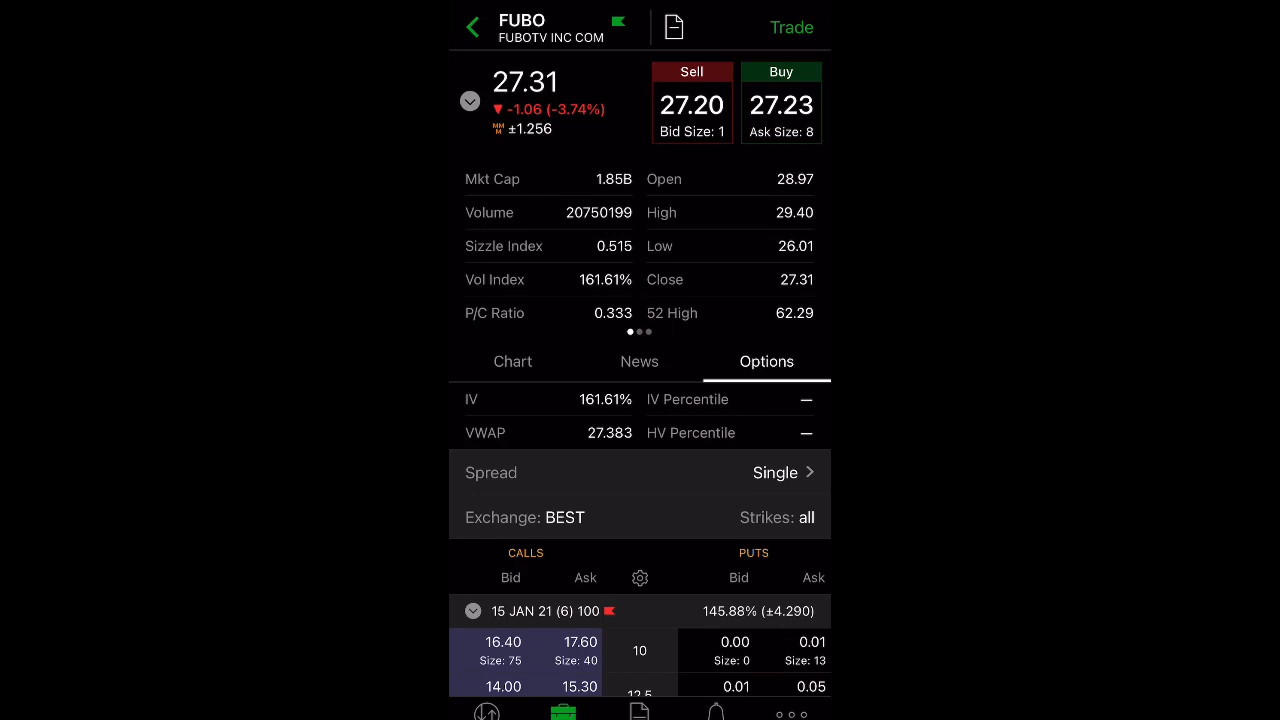 FUBO
FUBOTV INC COM
Trade
27.31
-1.06 (-3.74%)
MM M ±1.256
Sell
27.20
Bid Size: 1
Buy
27.23
Ask Size: 8
Mkt Cap 1.85B Open 28.97
Volume 20750199 High 29.40
Sizzle Index 0.515 Low 26.01
Vol Index 161.61% Close 27.31
P/C Ratio 0.333 52 High 62.29
Chart News Options
IV 161.61% IV Percentile —
VWAP 27.383 HV Percentile —
Spread Single
Exchange: BEST Strikes: all
CALLS PUTS
Bid Ask Bid Ask
15 JAN 21 (6) 100 145.88% (±4.290)
16.40 17.60 10 0.00 0.01
Size: 75 Size: 40 Size: 0 Size: 13
14.00 15.30 12.5 0.01 0.05